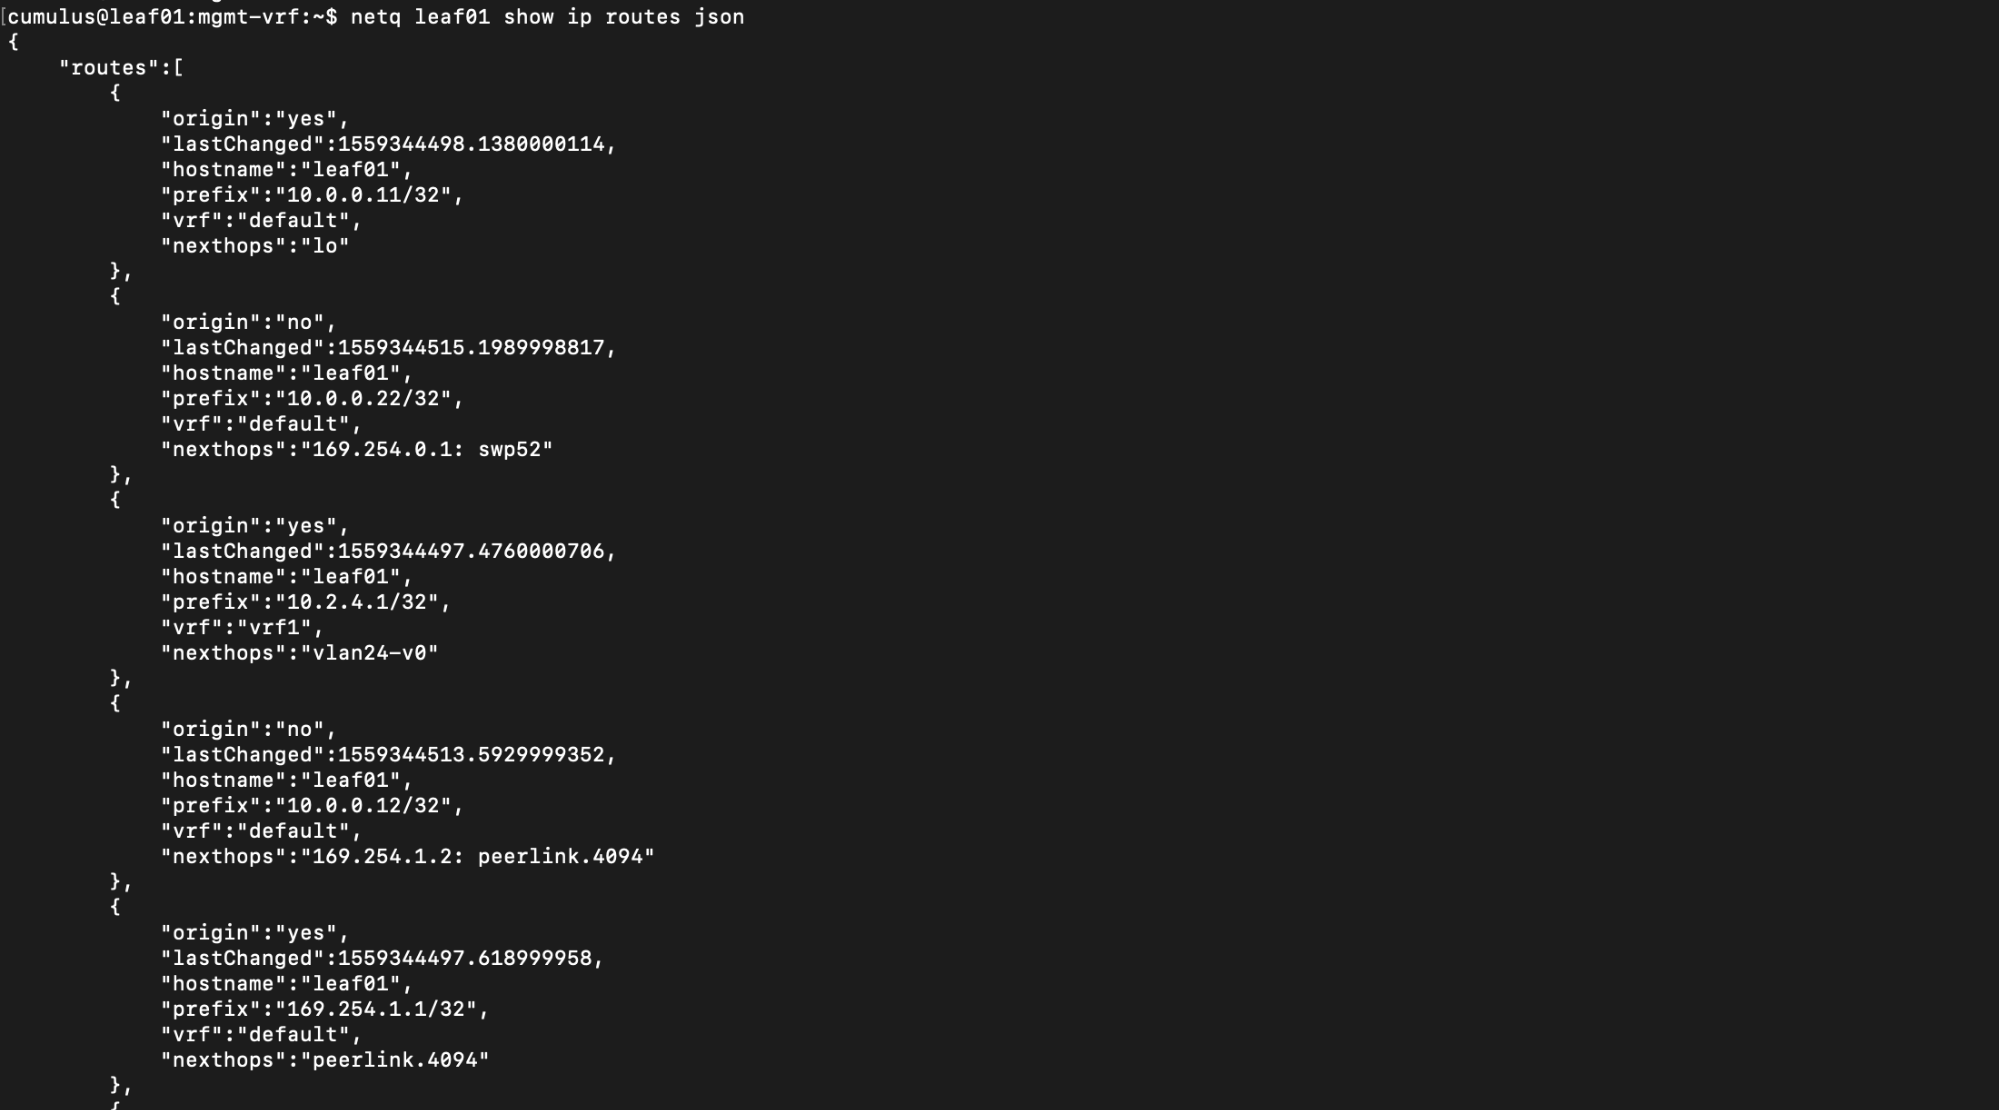 [cumulus@leaf01:mgmt-vrf:~$ netq leaf01 show ip routes json
{
    "routes":[
        {
            "origin":"yes",
            "lastChanged":1559344498.1380000114,
            "hostname":"leaf01",
            "prefix":"10.0.0.11/32",
            "vrf":"default",
            "nexthops":"lo"
        },
        {
            "origin":"no",
            "lastChanged":1559344515.1989998817,
            "hostname":"leaf01",
            "prefix":"10.0.0.22/32",
            "vrf":"default",
            "nexthops":"169.254.0.1: swp52"
        },
        {
            "origin":"yes",
            "lastChanged":1559344497.4760000706,
            "hostname":"leaf01",
            "prefix":"10.2.4.1/32",
            "vrf":"vrf1",
            "nexthops":"vlan24-v0"
        },
        {
            "origin":"no",
            "lastChanged":1559344513.5929999352,
            "hostname":"leaf01",
            "prefix":"10.0.0.12/32",
            "vrf":"default",
            "nexthops":"169.254.1.2: peerlink.4094"
        },
        {
            "origin":"yes",
            "lastChanged":1559344497.618999958,
            "hostname":"leaf01",
            "prefix":"169.254.1.1/32",
            "vrf":"default",
            "nexthops":"peerlink.4094"
        },
        {